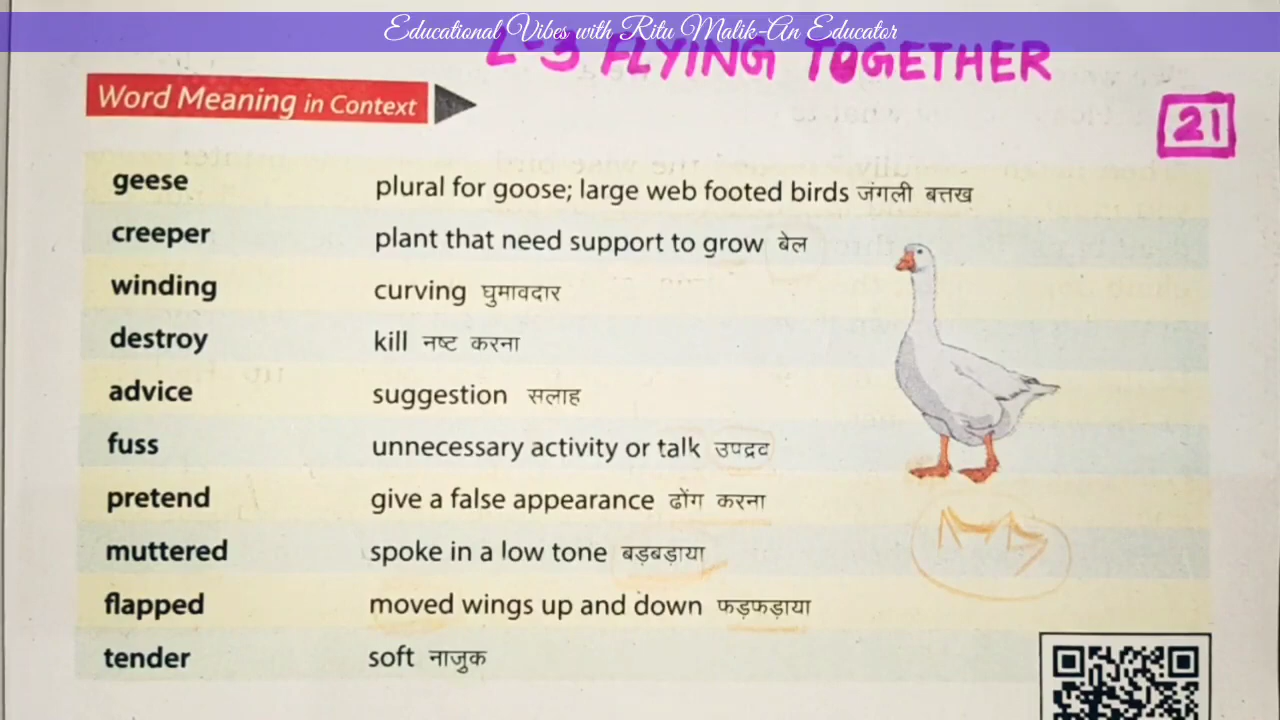 Educational Vibes with Ritu Malik-An Educator
L-3 FLYING TOGETHER
Word Meaning in Context
21
geese plural for goose; large web footed birds जंगली बत्तख
creeper plant that need support to grow बेल
winding curving घुमावदार
destroy kill नष्ट करना
advice suggestion सलाह
fuss unnecessary activity or talk उपद्रव
pretend give a false appearance ढोंग करना
muttered spoke in a low tone बड़बड़ाया
flapped moved wings up and down फड़फड़ाया
tender soft नाजुक